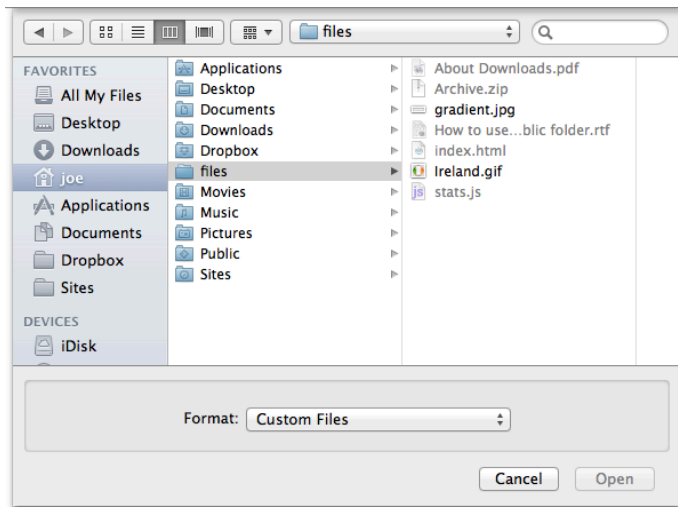 files
FAVORITES
All My Files
Desktop
Downloads
joe
Applications
Documents
Dropbox
Sites
DEVICES
iDisk
Applications
Desktop
Documents
Downloads
Dropbox
files
Movies
Music
Pictures
Public
Sites
About Downloads.pdf
Archive.zip
gradient.jpg
How to use...blic folder.rtf
index.html
Ireland.gif
js stats.js
Format: Custom Files
Cancel Open